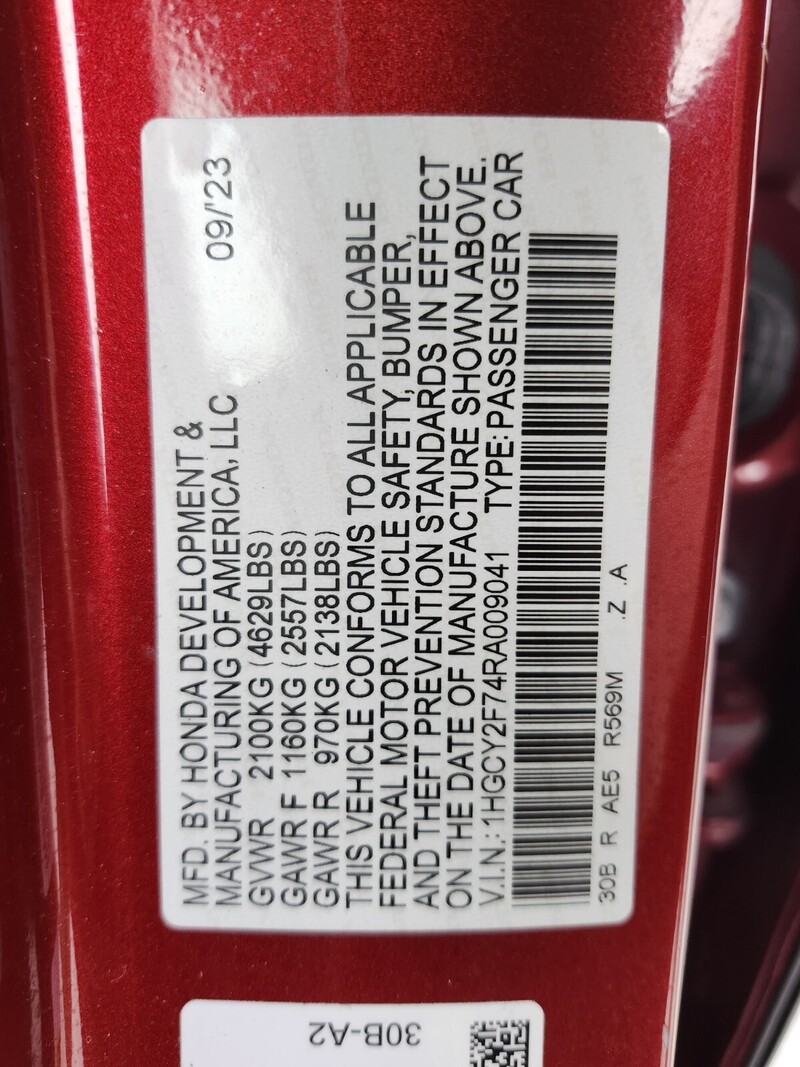 MFD. BY HONDA DEVELOPMENT &
MANUFACTURING OF AMERICA, LLC 09/'23
GVWR 2100KG (4629LBS)
GAWR F 1160KG (2557LBS)
GAWR R 970KG (2138LBS)
THIS VEHICLE CONFORMS TO ALL APPLICABLE
FEDERAL MOTOR VEHICLE SAFETY, BUMPER,
AND THEFT PREVENTION STANDARDS IN EFFECT
ON THE DATE OF MANUFACTURE SHOWN ABOVE.
V.I.N.: 1HGCY2F74RA009041 TYPE: PASSENGER CAR
30B R AE5 R569M .Z .A
30B-A2